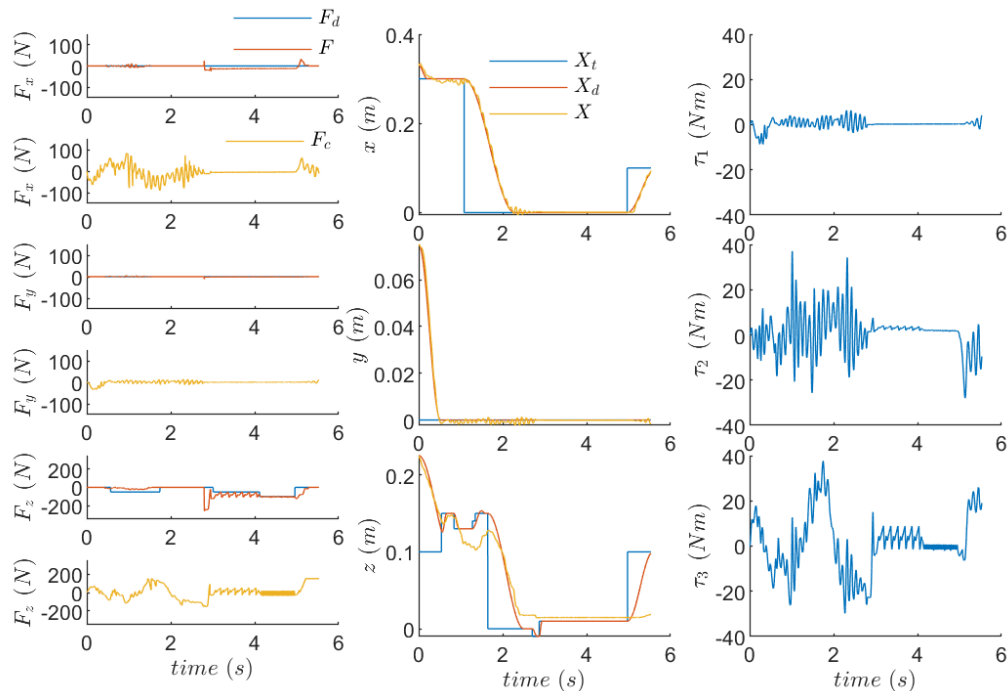 F_d
F
100
0
-100
F_x (N)
0 2 4 6
F_c
100
0
-100
F_x (N)
0 2 4 6
100
0
-100
F_y (N)
0 2 4 6
100
0
-100
F_y (N)
0 2 4 6
200
0
-200
F_z (N)
0 2 4 6
200
0
-200
F_z (N)
0 2 4 6
time (s)
X_t
X_d
X
0.4
0.2
0
x (m)
0 2 4 6
0.06
0.04
0.02
0
y (m)
0 2 4 6
0.2
0.1
0
z (m)
0 2 4 6
time (s)
40
20
0
-20
-40
τ_1 (Nm)
0 2 4 6
40
20
0
-20
-40
τ_2 (Nm)
0 2 4 6
40
20
0
-20
-40
τ_3 (Nm)
0 2 4 6
time (s)